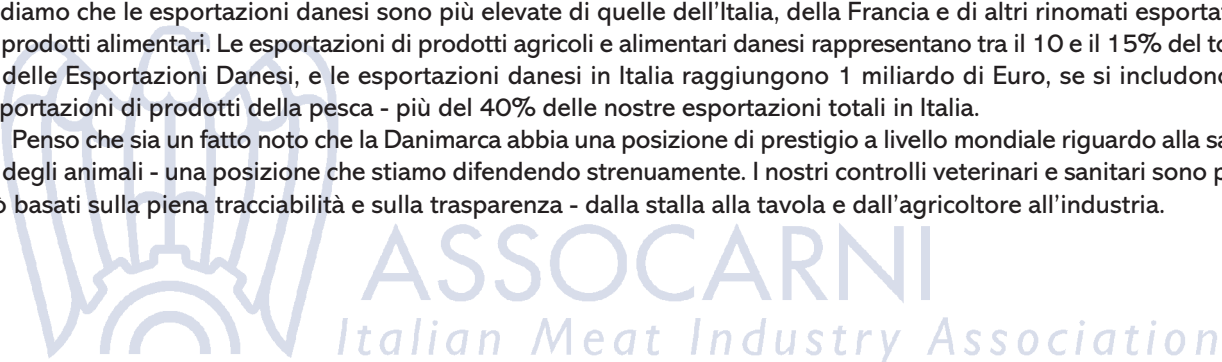 diamo che le esportazioni danesi sono più elevate di quelle dell'Italia, della Francia e di altri rinomati esporta
prodotti alimentari. Le esportazioni di prodotti agricoli e alimentari danesi rappresentano tra il 10 e il 15% del to
delle Esportazioni Danesi, e le esportazioni danesi in Italia raggiungono 1 miliardo di Euro, se si includono
portazioni di prodotti della pesca - più del 40% delle nostre esportazioni totali in Italia.
Penso che sia un fatto noto che la Danimarca abbia una posizione di prestigio a livello mondiale riguardo alla sa
degli animali - una posizione che stiamo difendendo strenuamente. I nostri controlli veterinari e sanitari sono p
ò basati sulla piena tracciabilità e sulla trasparenza - dalla stalla alla tavola e dall'agricoltore all'industria.
ASSOCARNI
Italian Meat Industry Association